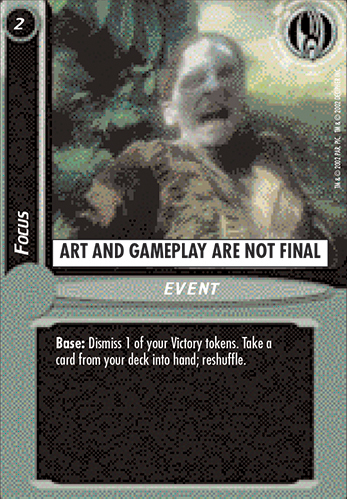 2
FOCUS
ART AND GAMEPLAY ARE NOT FINAL
EVENT
Base: Dismiss 1 of your Victory tokens. Take a
card from your deck into hand; reshuffle.